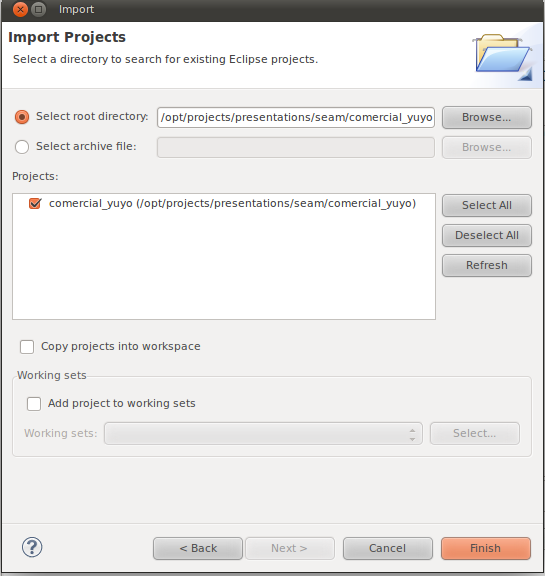 Import
Import Projects
Select a directory to search for existing Eclipse projects.
Select root directory: /opt/projects/presentations/seam/comercial_yuyo Browse...
Select archive file: Browse...
Projects:
comercial_yuyo (/opt/projects/presentations/seam/comercial_yuyo) Select All
Deselect All
Refresh
Copy projects into workspace
Working sets
Add project to working sets
Working sets: Select...
? < Back Next > Cancel Finish